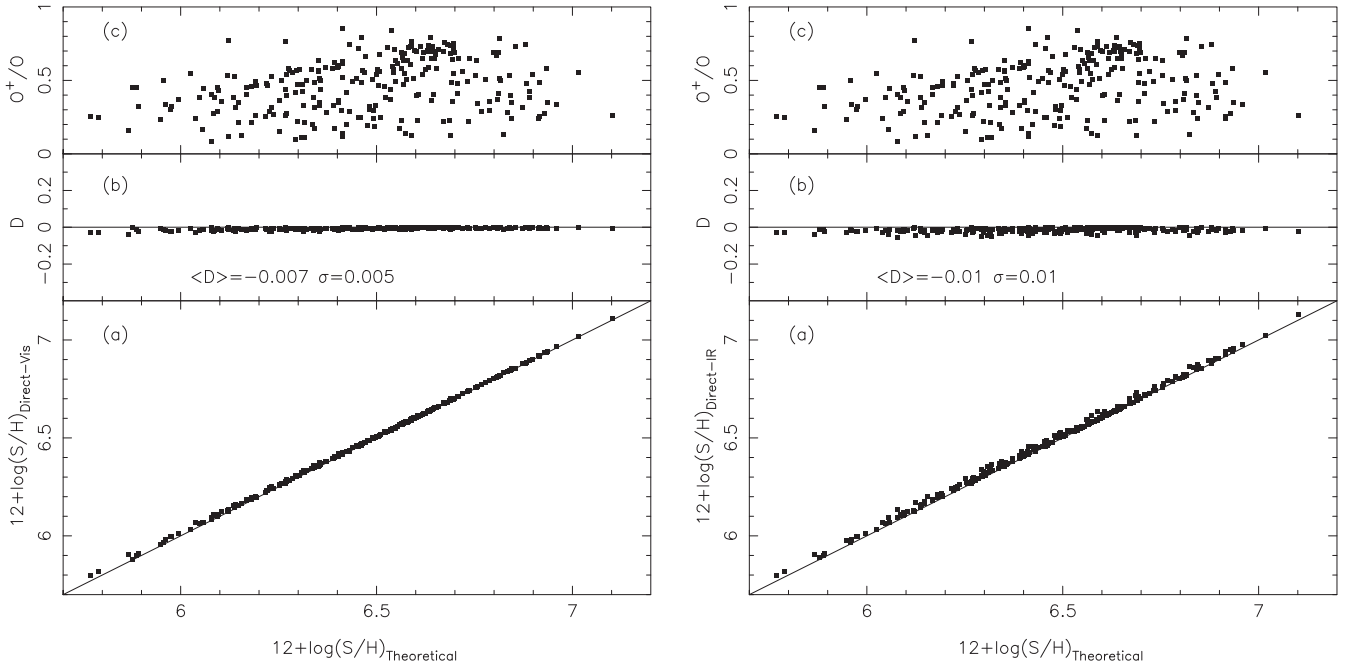 (c)
1
0.5
0
O⁺/O
(b)
0.2
0
−0.2
D
<D>=−0.007 σ=0.005
(a)
7
6.5
6
12+log(S/H)Direct−Vis
6 6.5 7
12+log(S/H)Theoretical
(c)
1
0.5
0
O⁺/O
(b)
0.2
0
−0.2
D
<D>=−0.01 σ=0.01
(a)
7
6.5
6
12+log(S/H)Direct−IR
6 6.5 7
12+log(S/H)Theoretical